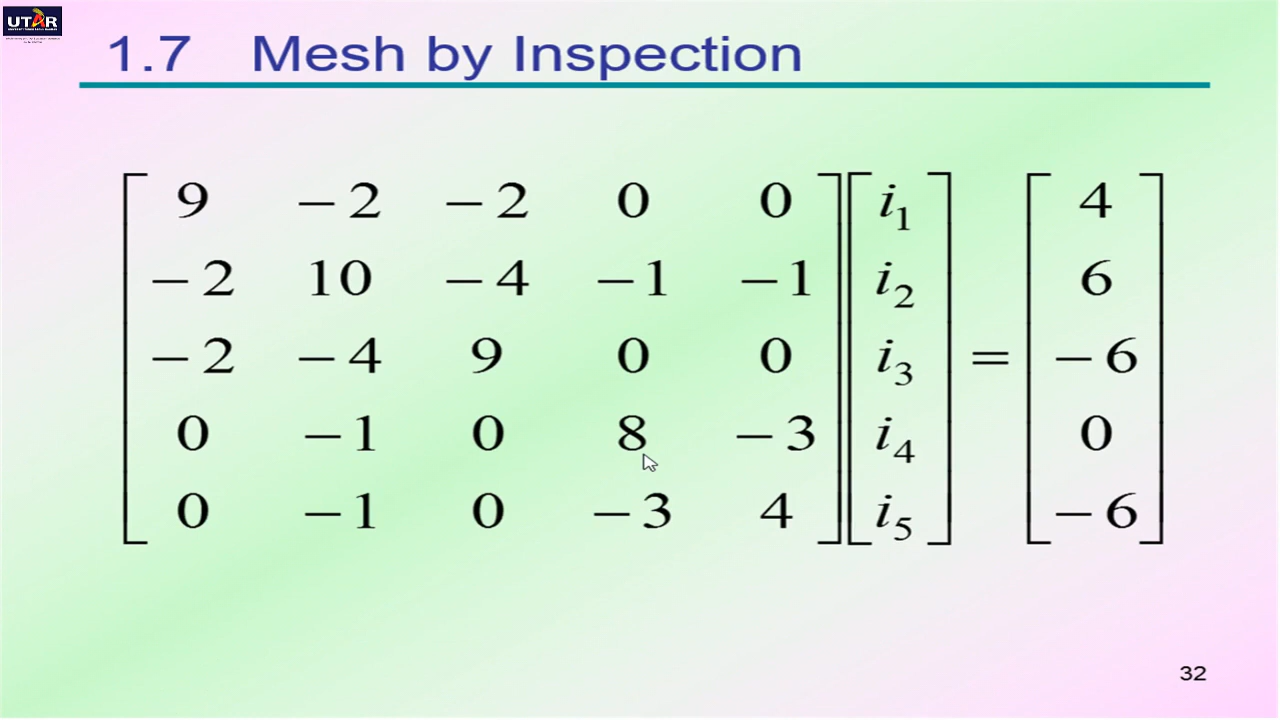 UTAR
1.7 Mesh by Inspection
9 −2 −2 0 0 i1 4
−2 10 −4 −1 −1 i2 6
−2 −4 9 0 0 i3 = −6
0 −1 0 8 −3 i4 0
0 −1 0 −3 4 i5 −6
32